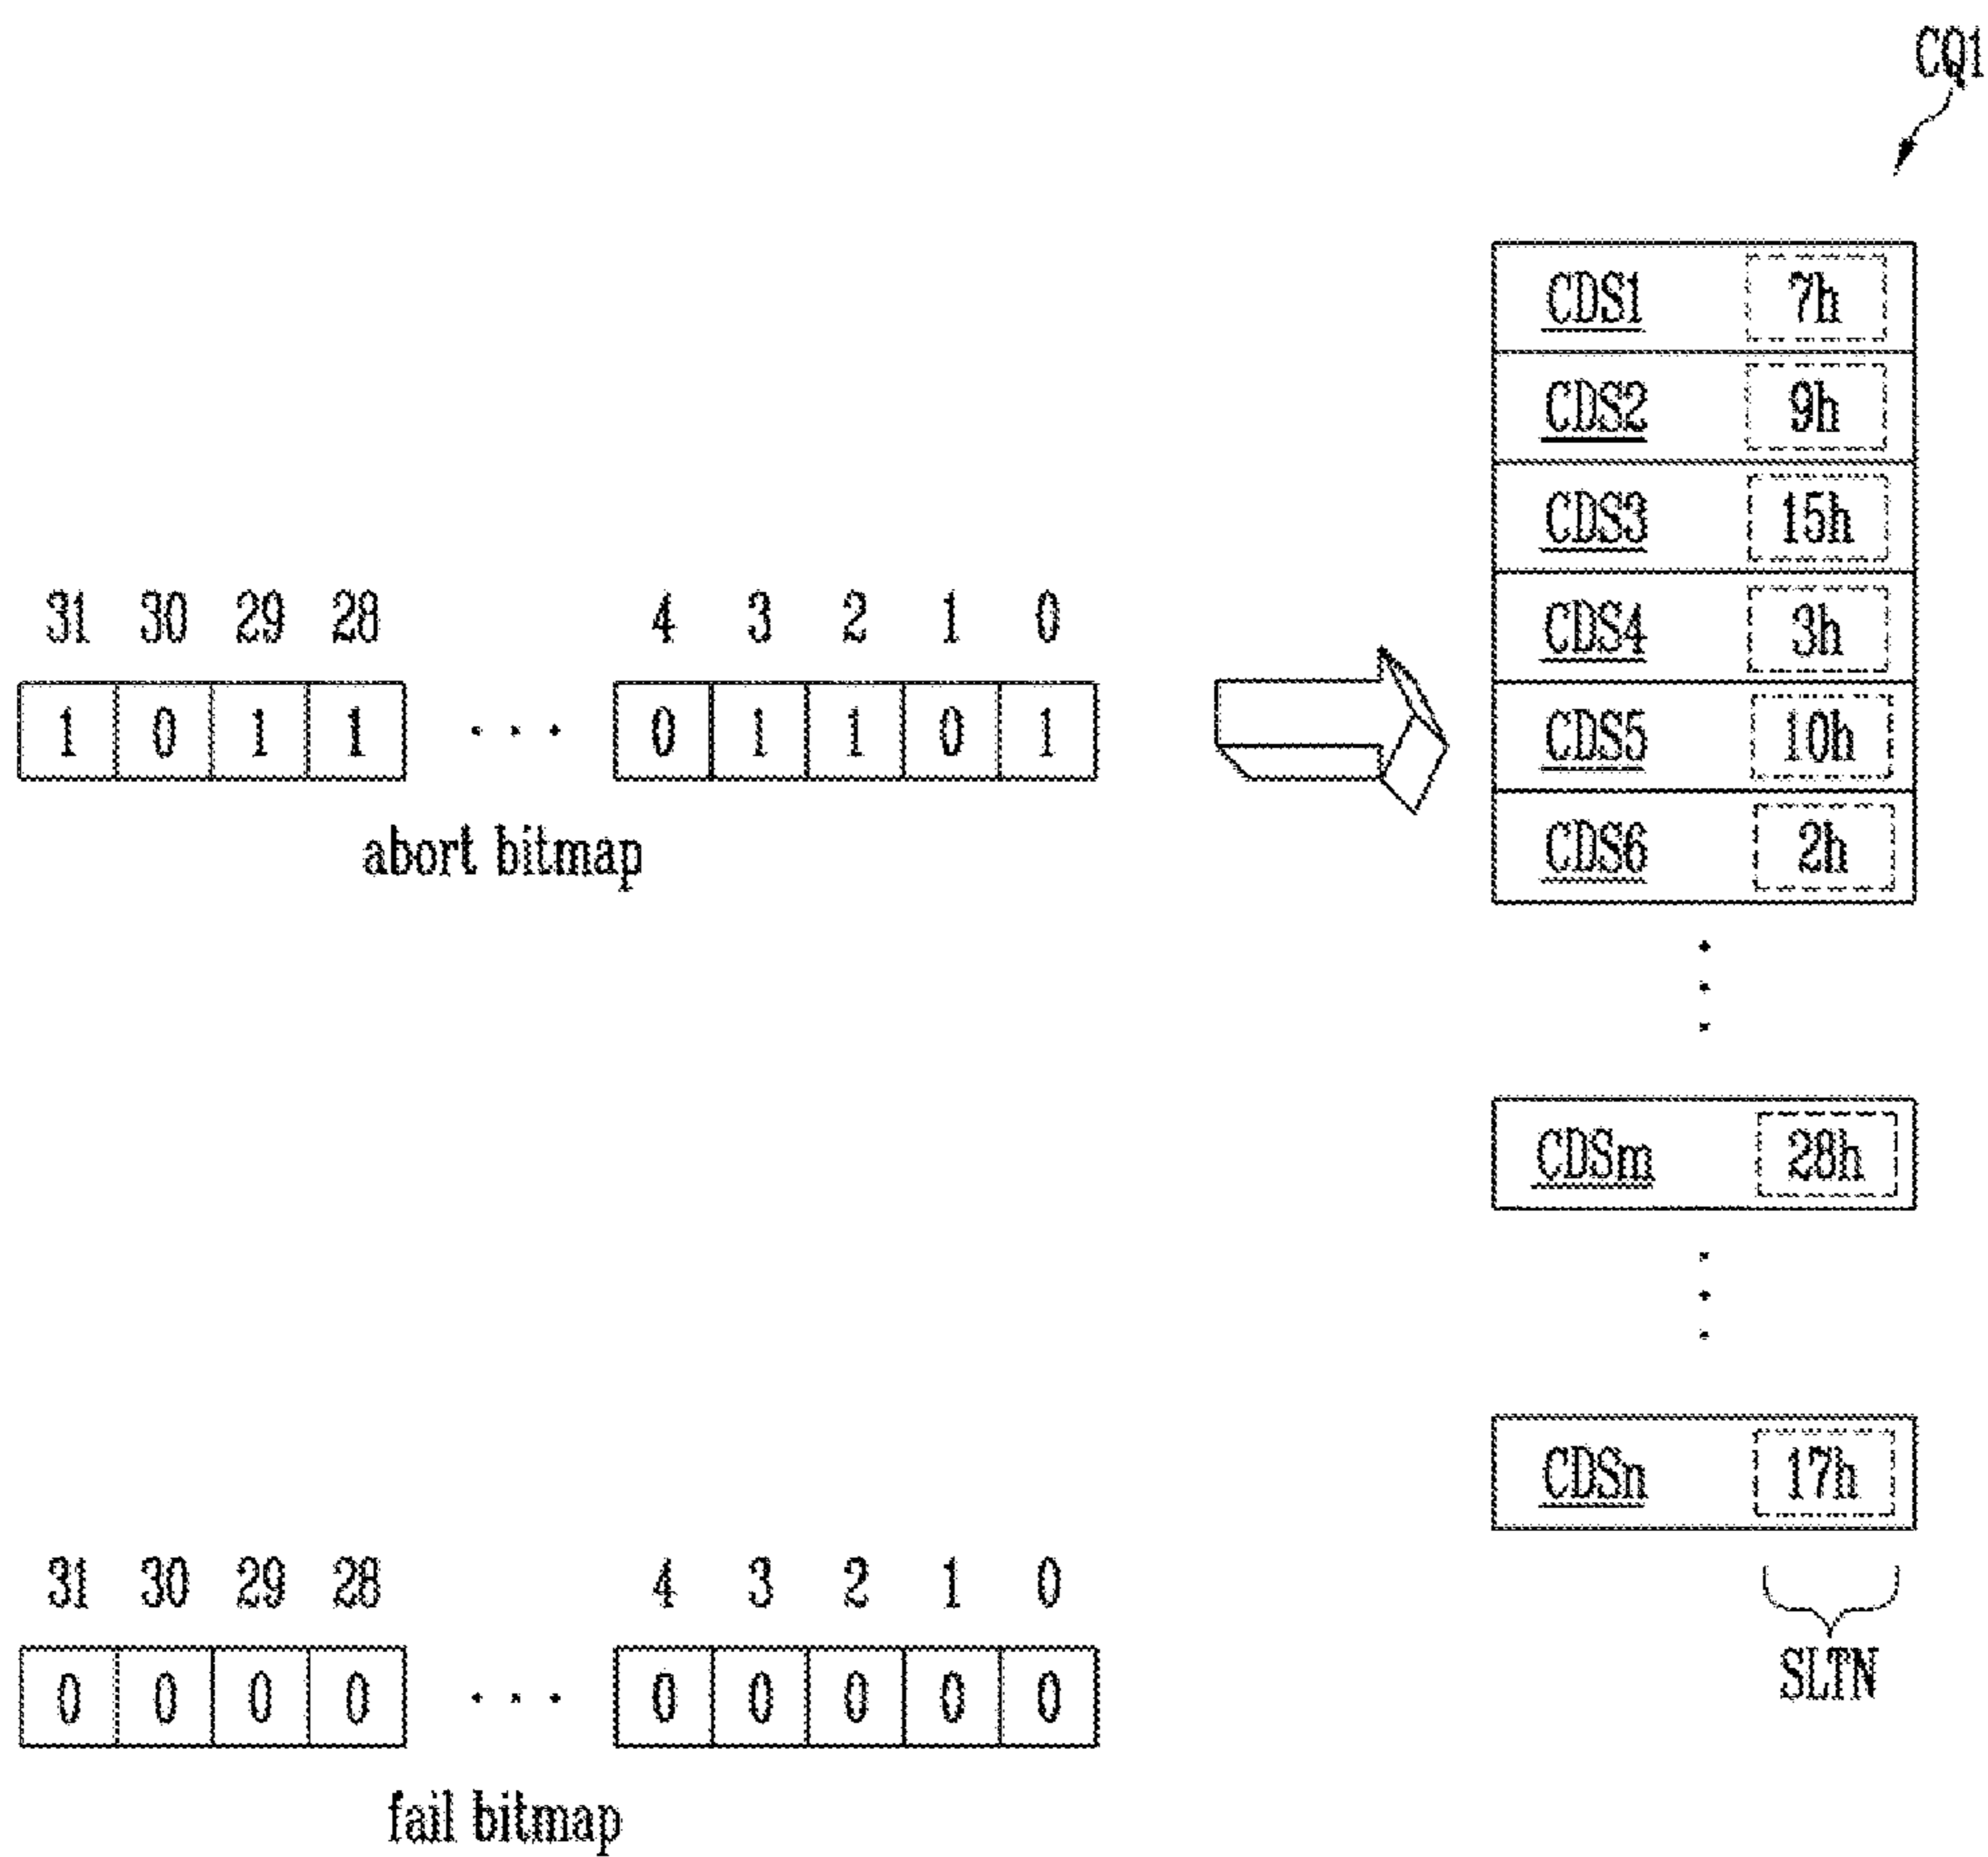 CQ1
CDS1 7h
CDS2 9h
CDS3 15h
31 30 29 28 4 3 2 1 0
CDS4 3h
1 0 1 1 ··· 0 1 1 0 1
CDS5 10h
abort bitmap
CDS6 2h
CDSm 28h
CDSn 17h
31 30 29 28 4 3 2 1 0
SLTN
0 0 0 0 ··· 0 0 0 0 0
fail bitmap